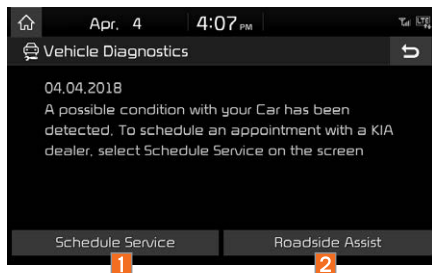 Apr. 4 4:07 PM LTE
Vehicle Diagnostics
04.04.2018
A possible condition with your Car has been
detected. To schedule an appointment with a KIA
dealer, select Schedule Service on the screen
Schedule Service Roadside Assist
1 2